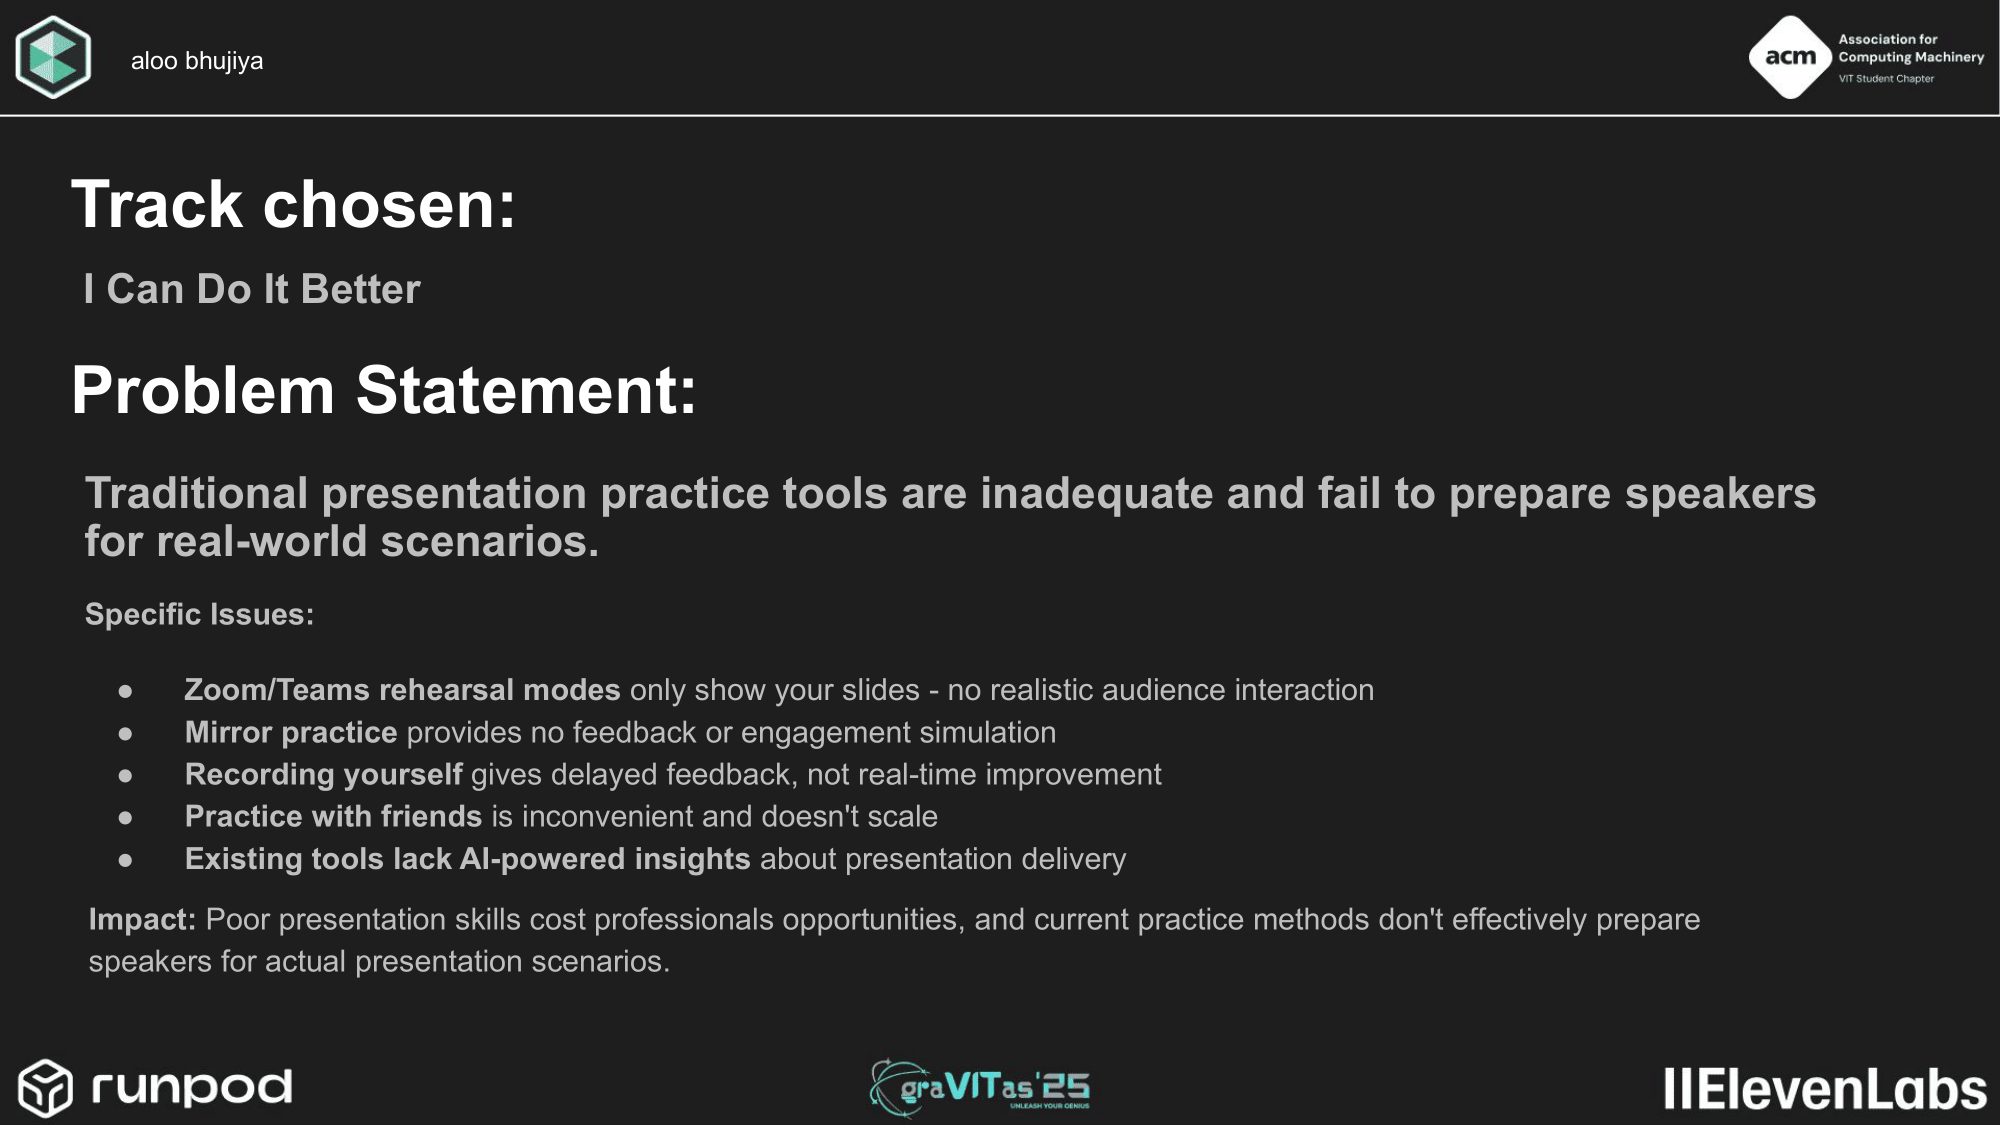 aloo bhujiya
acm
Association for
Computing Machinery
VIT Student Chapter
Track chosen:
I Can Do It Better
Problem Statement:
Traditional presentation practice tools are inadequate and fail to prepare speakers
for real-world scenarios.
Specific Issues:
● Zoom/Teams rehearsal modes only show your slides - no realistic audience interaction
● Mirror practice provides no feedback or engagement simulation
● Recording yourself gives delayed feedback, not real-time improvement
● Practice with friends is inconvenient and doesn't scale
● Existing tools lack AI-powered insights about presentation delivery
Impact: Poor presentation skills cost professionals opportunities, and current practice methods don't effectively prepare
speakers for actual presentation scenarios.
runpod
graVITas'25
UNLEASH YOUR GENIUS
IIElevenLabs